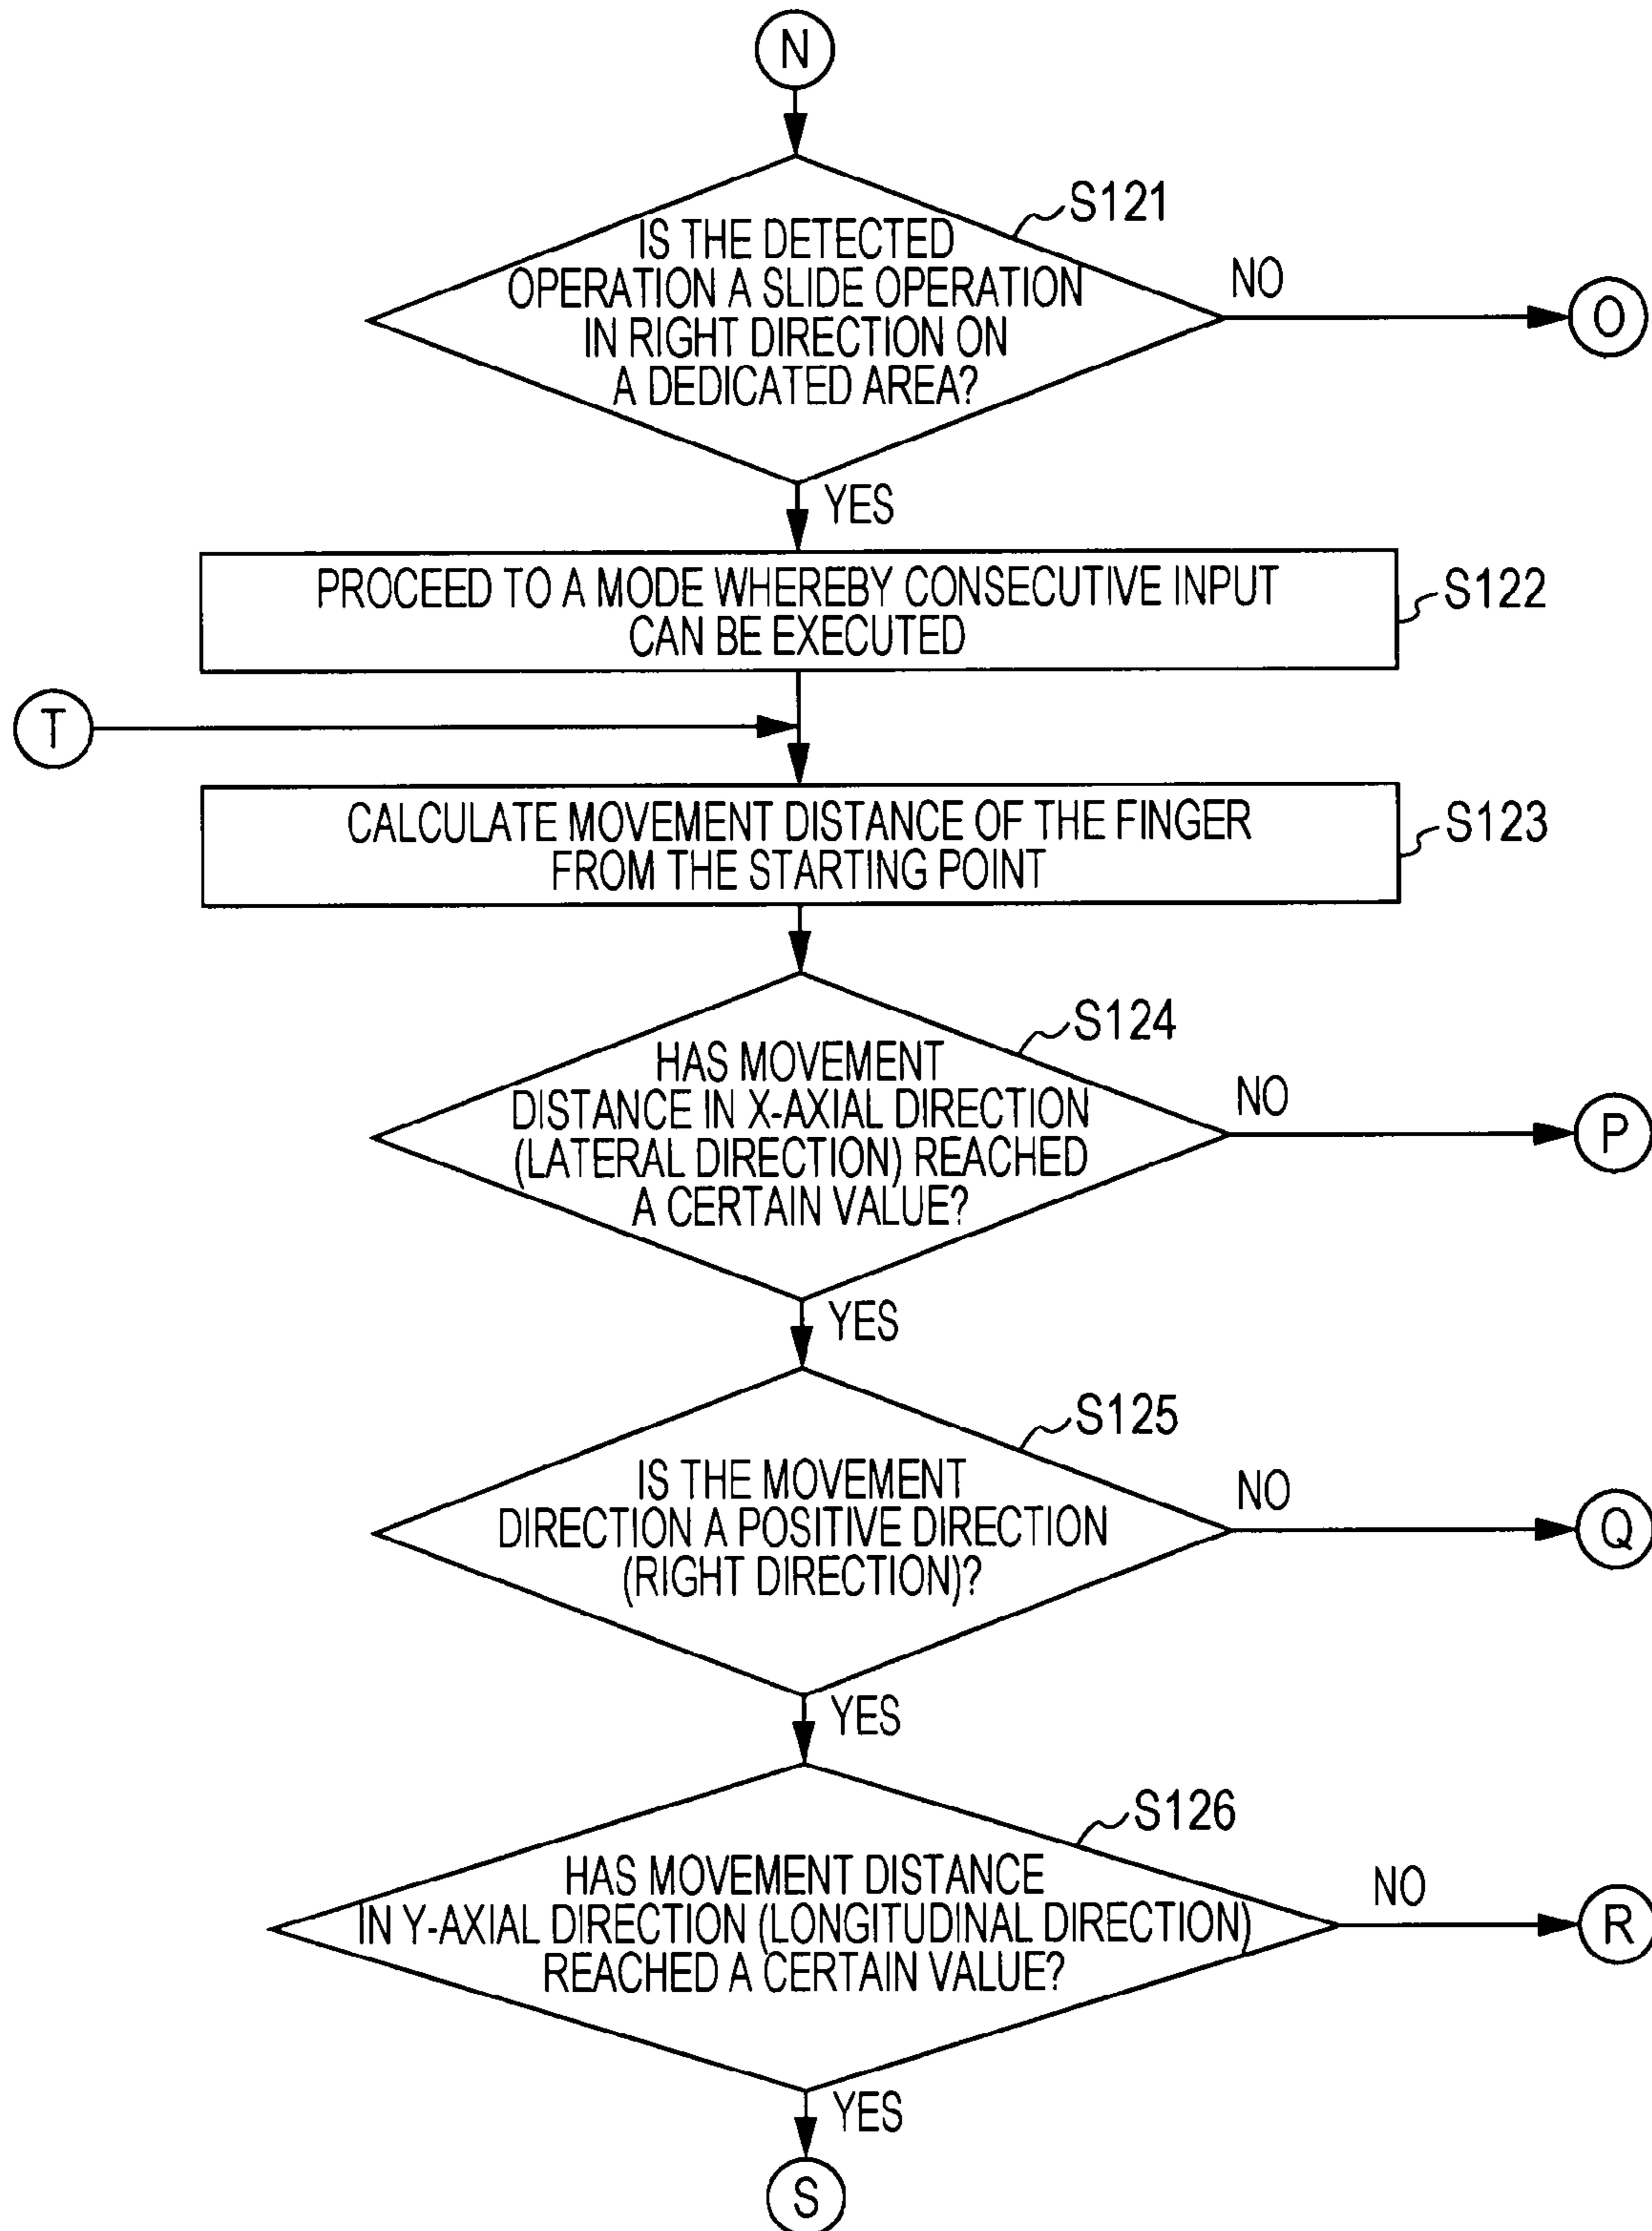 N
S121
IS THE DETECTED
OPERATION A SLIDE OPERATION
IN RIGHT DIRECTION ON
A DEDICATED AREA?
NO
O
YES
PROCEED TO A MODE WHEREBY CONSECUTIVE INPUT
CAN BE EXECUTED
S122
T
CALCULATE MOVEMENT DISTANCE OF THE FINGER
FROM THE STARTING POINT
S123
S124
HAS MOVEMENT
DISTANCE IN X-AXIAL DIRECTION
(LATERAL DIRECTION) REACHED
A CERTAIN VALUE?
NO
P
YES
S125
IS THE MOVEMENT
DIRECTION A POSITIVE DIRECTION
(RIGHT DIRECTION)?
NO
Q
YES
S126
HAS MOVEMENT DISTANCE
IN Y-AXIAL DIRECTION (LONGITUDINAL DIRECTION)
REACHED A CERTAIN VALUE?
NO
R
YES
S